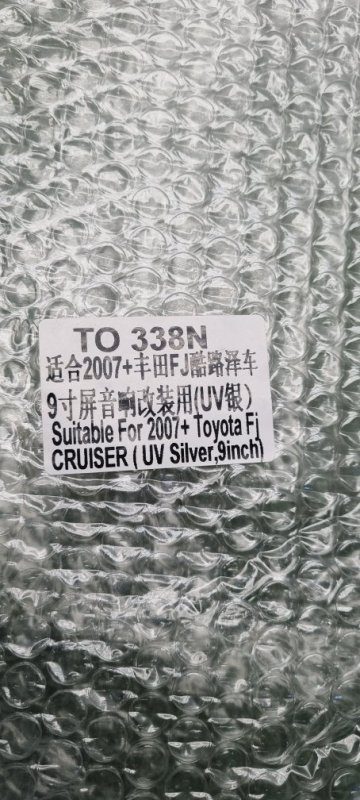 TO 338N
适合2007+丰田FJ酷路泽车
9寸屏音响改装用(UV银)
Suitable For 2007+ Toyota Fj
CRUISER ( UV Silver,9inch)